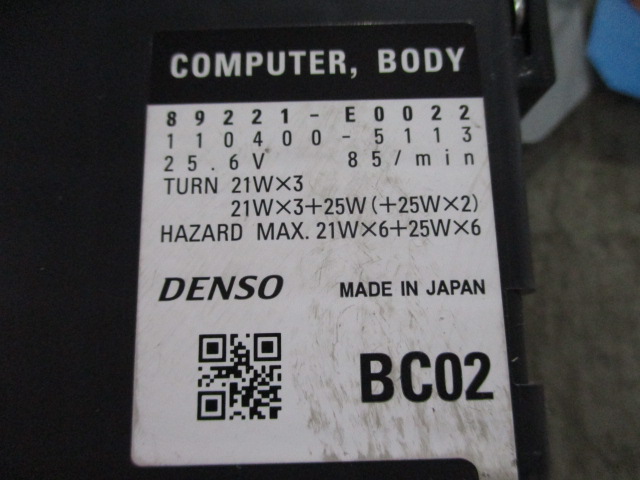 COMPUTER, BODY
89221-E0022
110400-5113
25.6V 85/min
TURN 21W×3
21W×3+25W (+25W×2)
HAZARD MAX. 21W×6+25W×6
DENSO MADE IN JAPAN
BC02